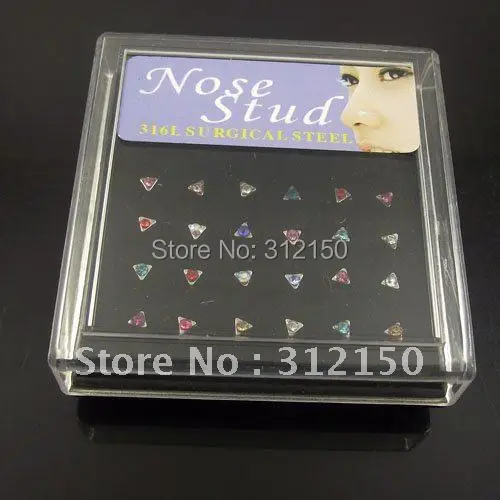 Nose
Stud
316L SURGICAL STEEL
Store No: 312150
Store No : 312150